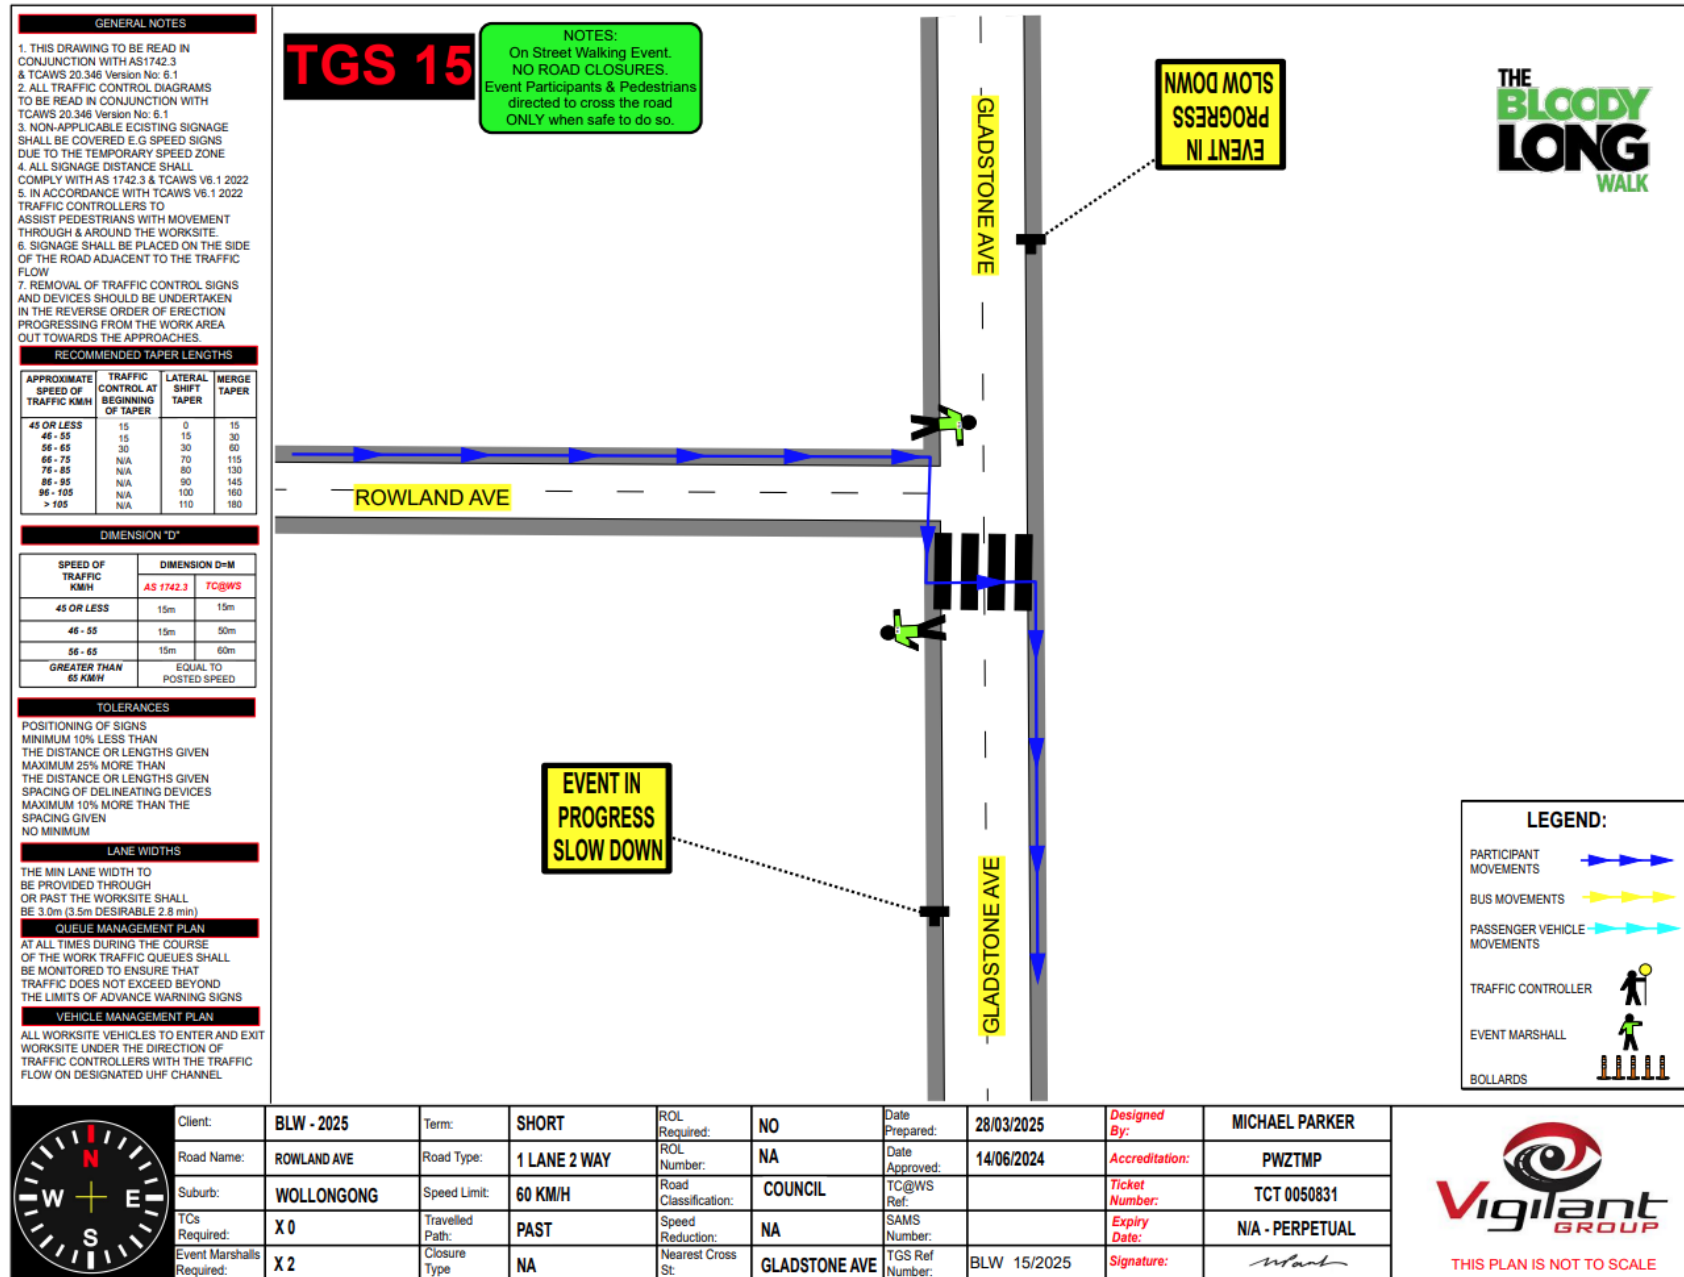 GENERAL NOTES
1. THIS DRAWING TO BE READ IN
CONJUNCTION WITH AS1742.3
& TCAWS 20.346 Version No: 6.1
2. ALL TRAFFIC CONTROL DIAGRAMS
TO BE READ IN CONJUNCTION WITH
TCAWS 20.346 Version No: 6.1
3. NON-APPLICABLE ECISTING SIGNAGE
SHALL BE COVERED E.G SPEED SIGNS
DUE TO THE TEMPORARY SPEED ZONE
4. ALL SIGNAGE DISTANCE SHALL
COMPLY WITH AS 1742.3 & TCAWS V6.1 2022
5. IN ACCORDANCE WITH TCAWS V6.1 2022
TRAFFIC CONTROLLERS TO
ASSIST PEDESTRIANS WITH MOVEMENT
THROUGH & AROUND THE WORKSITE.
6. SIGNAGE SHALL BE PLACED ON THE SIDE
OF THE ROAD ADJACENT TO THE TRAFFIC
FLOW
7. REMOVAL OF TRAFFIC CONTROL SIGNS
AND DEVICES SHOULD BE UNDERTAKEN
IN THE REVERSE ORDER OF ERECTION
PROGRESSING FROM THE WORK AREA
OUT TOWARDS THE APPROACHES.
RECOMMENDED TAPER LENGTHS
APPROXIMATE SPEED OF TRAFFIC KM/H TRAFFIC CONTROL AT BEGINNING OF TAPER LATERAL SHIFT TAPER MERGE TAPER
45 OR LESS 15 0 15
46 - 55 15 15 30
56 - 65 30 30 60
66 - 75 N/A 70 115
76 - 85 N/A 80 130
86 - 95 N/A 90 145
96 - 105 N/A 100 160
> 105 N/A 110 180
DIMENSION "D"
SPEED OF TRAFFIC KM/H DIMENSION D=M
AS 1742.3 TC@WS
45 OR LESS 15m 15m
46 - 55 15m 50m
56 - 65 15m 60m
GREATER THAN 65 KM/H EQUAL TO POSTED SPEED
TOLERANCES
POSITIONING OF SIGNS
MINIMUM 10% LESS THAN
THE DISTANCE OR LENGTHS GIVEN
MAXIMUM 25% MORE THAN
THE DISTANCE OR LENGTHS GIVEN
SPACING OF DELINEATING DEVICES
MAXIMUM 10% MORE THAN THE
SPACING GIVEN
NO MINIMUM
LANE WIDTHS
THE MIN LANE WIDTH TO
BE PROVIDED THROUGH
OR PAST THE WORKSITE SHALL
BE 3.0m (3.5m DESIRABLE 2.8 min)
QUEUE MANAGEMENT PLAN
AT ALL TIMES DURING THE COURSE
OF THE WORK TRAFFIC QUEUES SHALL
BE MONITORED TO ENSURE THAT
TRAFFIC DOES NOT EXCEED BEYOND
THE LIMITS OF ADVANCE WARNING SIGNS
VEHICLE MANAGEMENT PLAN
ALL WORKSITE VEHICLES TO ENTER AND EXIT
WORKSITE UNDER THE DIRECTION OF
TRAFFIC CONTROLLERS WITH THE TRAFFIC
FLOW ON DESIGNATED UHF CHANNEL
TGS 15
NOTES:
On Street Walking Event.
NO ROAD CLOSURES.
Event Participants & Pedestrians
directed to cross the road
ONLY when safe to do so.
GLADSTONE AVE
EVENT IN
PROGRESS
SLOW DOWN
THE
BLOODY
LONG
WALK
ROWLAND AVE
EVENT IN
PROGRESS
SLOW DOWN
GLADSTONE AVE
LEGEND:
PARTICIPANT
MOVEMENTS
BUS MOVEMENTS
PASSENGER VEHICLE
MOVEMENTS
TRAFFIC CONTROLLER
EVENT MARSHALL
BOLLARDS
N
W E
S
Client: BLW - 2025 Term: SHORT ROL Required: NO Date Prepared: 28/03/2025 Designed By: MICHAEL PARKER
Road Name: ROWLAND AVE Road Type: 1 LANE 2 WAY ROL Number: NA Date Approved: 14/06/2024 Accreditation: PWZTMP
Suburb: WOLLONGONG Speed Limit: 60 KM/H Road Classification: COUNCIL TC@WS Ref: Ticket Number: TCT 0050831
TCs Required: X 0 Travelled Path: PAST Speed Reduction: NA SAMS Number: Expiry Date: N/A - PERPETUAL
Event Marshalls Required: X 2 Closure Type NA Nearest Cross St: GLADSTONE AVE TGS Ref Number: BLW 15/2025 Signature:
Vigilant
GROUP
THIS PLAN IS NOT TO SCALE